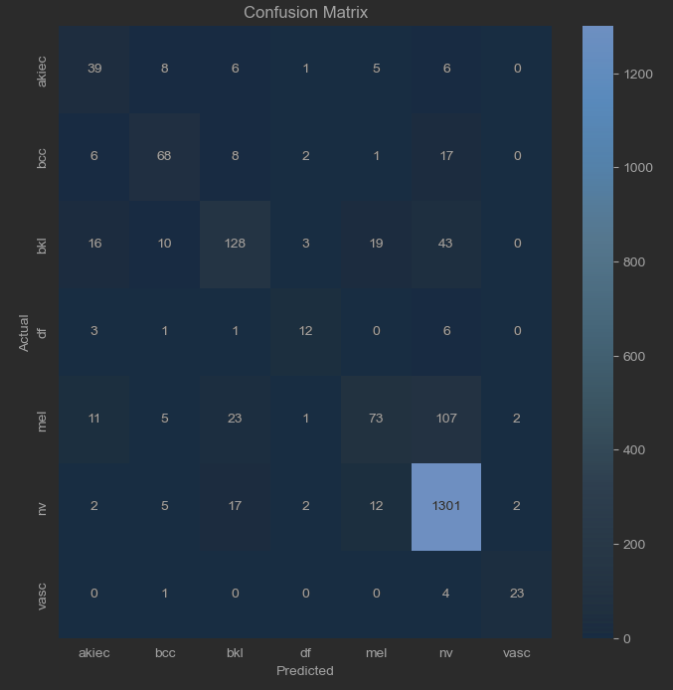 Confusion Matrix
akiec 39 8 6 1 5 6 0
bcc 6 68 8 2 1 17 0
bkl 16 10 128 3 19 43 0
df 3 1 1 12 0 6 0
mel 11 5 23 1 73 107 2
nv 2 5 17 2 12 1301 2
vasc 0 1 0 0 0 4 23
akiec bcc bkl df mel nv vasc
Predicted
Actual
1200
1000
800
600
400
200
0